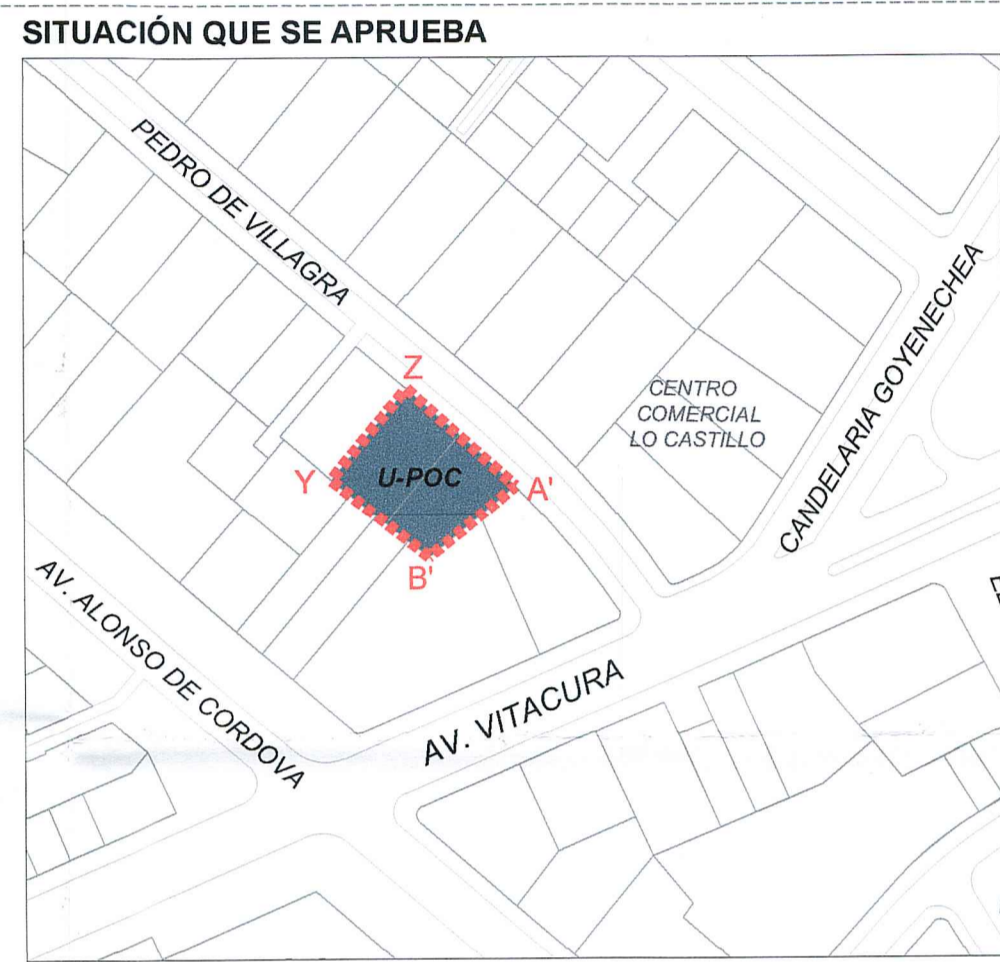 SITUACIÓN QUE SE APRUEBA
PEDRO DE VILLAGRA
CANDELARIA GOYENECHEA
Z
CENTRO
COMERCIAL
LO CASTILLO
Y
U-POC
A'
B'
AV. ALONSO DE CORDOVA
AV. VITACURA